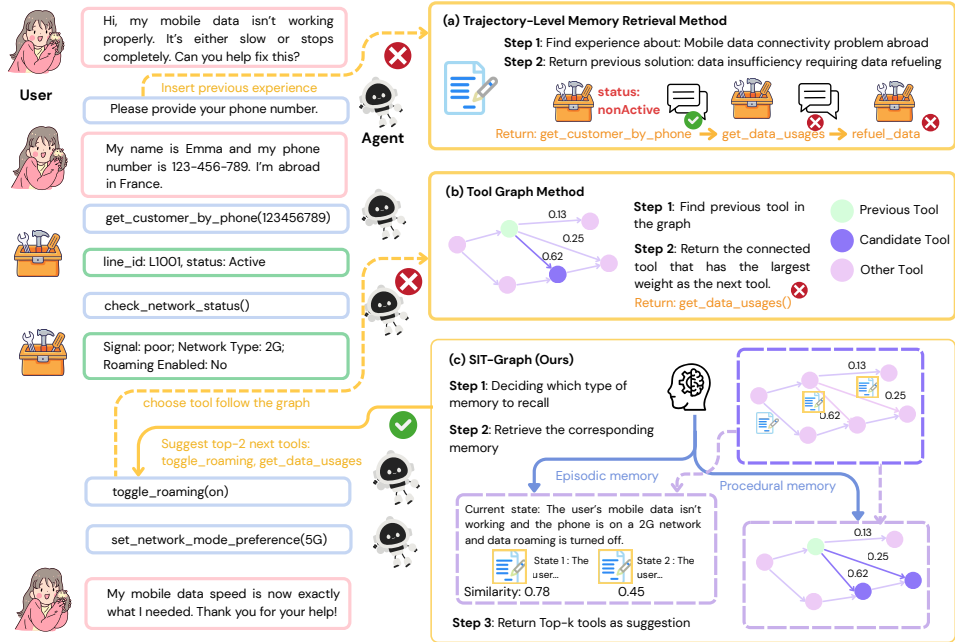 Hi, my mobile data isn't working
properly. It's either slow or stops
completely. Can you help fix this?
User
Insert previous experience
Please provide your phone number.
Agent
My name is Emma and my phone
number is 123-456-789. I'm abroad
in France.
get_customer_by_phone(123456789)
line_id: L1001, status: Active
check_network_status()
Signal: poor; Network Type: 2G;
Roaming Enabled: No
choose tool follow the graph
Suggest top-2 next tools:
toggle_roaming, get_data_usages
toggle_roaming(on)
set_network_mode_preference(5G)
My mobile data speed is now exactly
what I needed. Thank you for your help!
(a) Trajectory-Level Memory Retrieval Method
Step 1: Find experience about: Mobile data connectivity problem abroad
Step 2: Return previous solution: data insufficiency requiring data refueling
status:
nonActive
Return: get_customer_by_phone
get_data_usages
refuel_data
(b) Tool Graph Method
0.13
0.25
0.62
Step 1: Find previous tool in
the graph
Step 2: Return the connected
tool that has the largest
weight as the next tool.
Return: get_data_usages()
Previous Tool
Candidate Tool
Other Tool
(c) SIT-Graph (Ours)
Step 1: Deciding which type of
memory to recall
Step 2: Retrieve the corresponding
memory
0.13
0.25
0.62
Episodic memory
Procedural memory
Current state: The user's mobile data isn't
working and the phone is on a 2G network
and data roaming is turned off.
State 1 : The
user...
State 2 : The
user...
Similarity: 0.78
0.45
0.13
0.25
0.62
Step 3: Return Top-k tools as suggestion